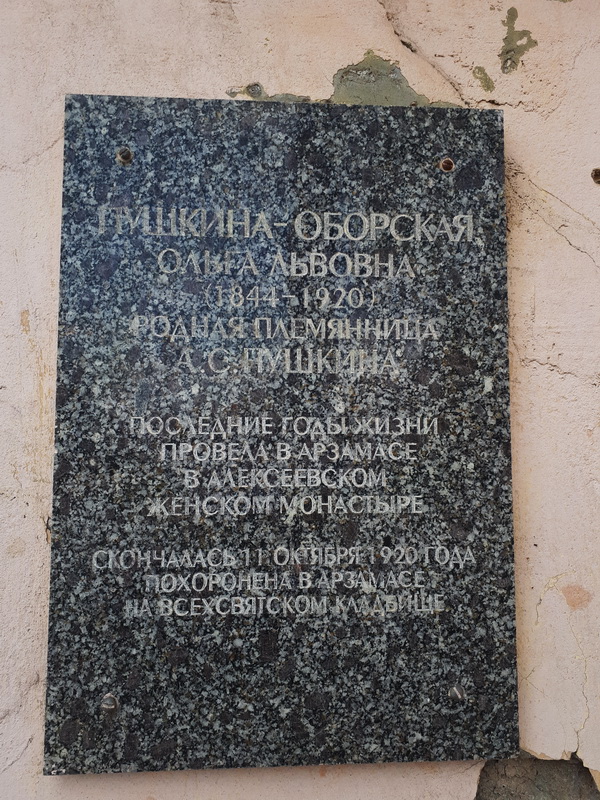 ПУШКИНА-ОБОРСКАЯ
ОЛЬГА ЛЬВОВНА
(1844-1920)
РОДНАЯ ПЛЕМЯННИЦА
А.С.ПУШКИНА
ПОСЛЕДНИЕ ГОДЫ ЖИЗНИ
ПРОВЕЛА В АРЗАМАСЕ
В АЛЕКСЕЕВСКОМ
ЖЕНСКОМ МОНАСТЫРЕ
СКОНЧАЛАСЬ 11 ОКТЯБРЯ 1920 ГОДА
ПОХОРОНЕНА В АРЗАМАСЕ
НА ВСЕХСВЯТСКОМ КЛАДБИЩЕ